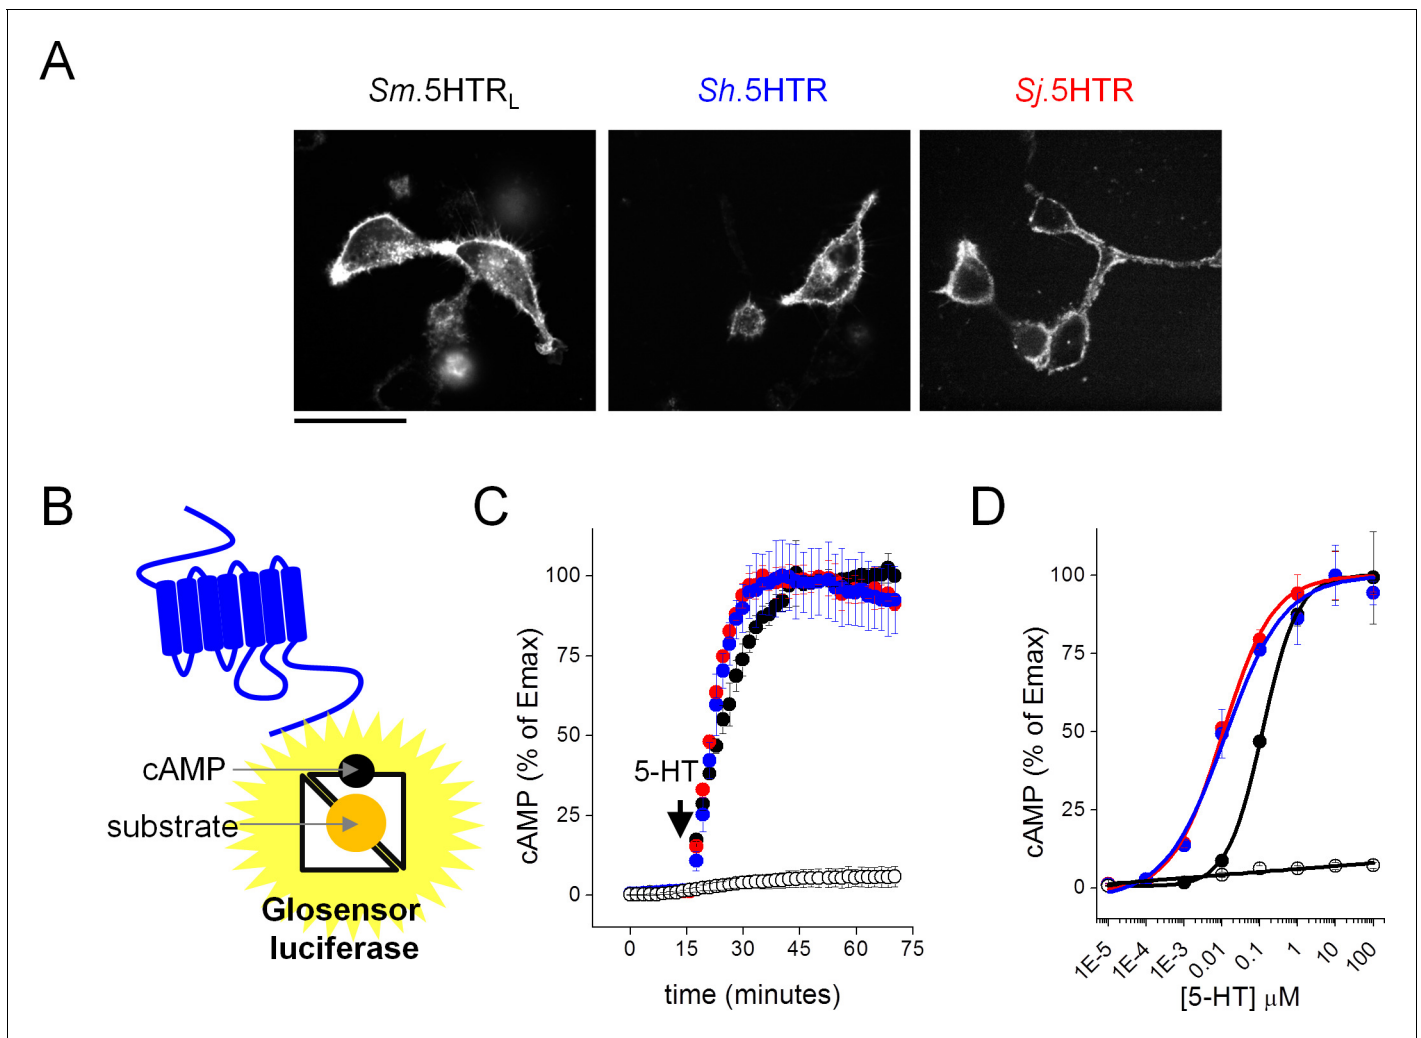 A
Sm.5HTRL
Sh.5HTR
Sj.5HTR
B
cAMP
substrate
Glosensor
luciferase
C
cAMP (% of Emax)
100
75
50
25
0
5-HT
0 15 30 45 60 75
time (minutes)
D
cAMP (% of Emax)
100
75
50
25
0
1E-5 1E-4 1E-3 0.01 0.1 1 10 100
[5-HT] μM